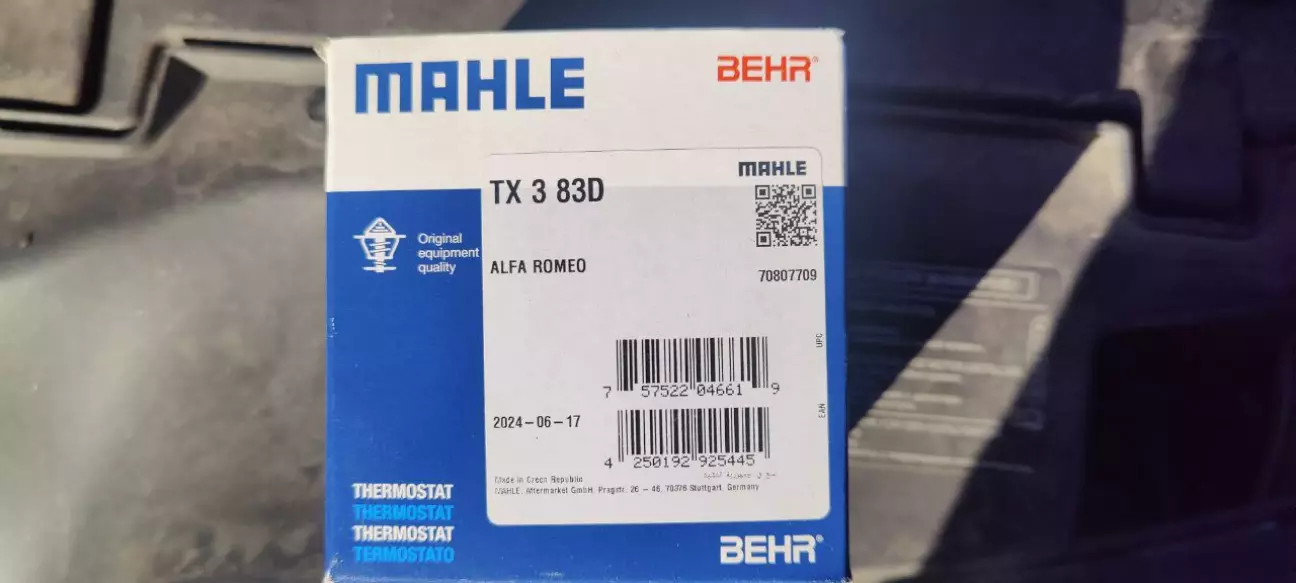 MAHLE
BEHR®
MAHLE
TX 3 83D
Original
equipment
quality
ALFA ROMEO
70807709
UPC
7 57522 04661 9
EAN
2024-06-17
4 250192 925445
Made in Czech Republic
MAHLE Aftermarket GmbH, Pragstr. 26 - 46, 70376 Stuttgart, Germany
THERMOSTAT
THERMOSTAT
THERMOSTAT
TERMOSTATO
BEHR®